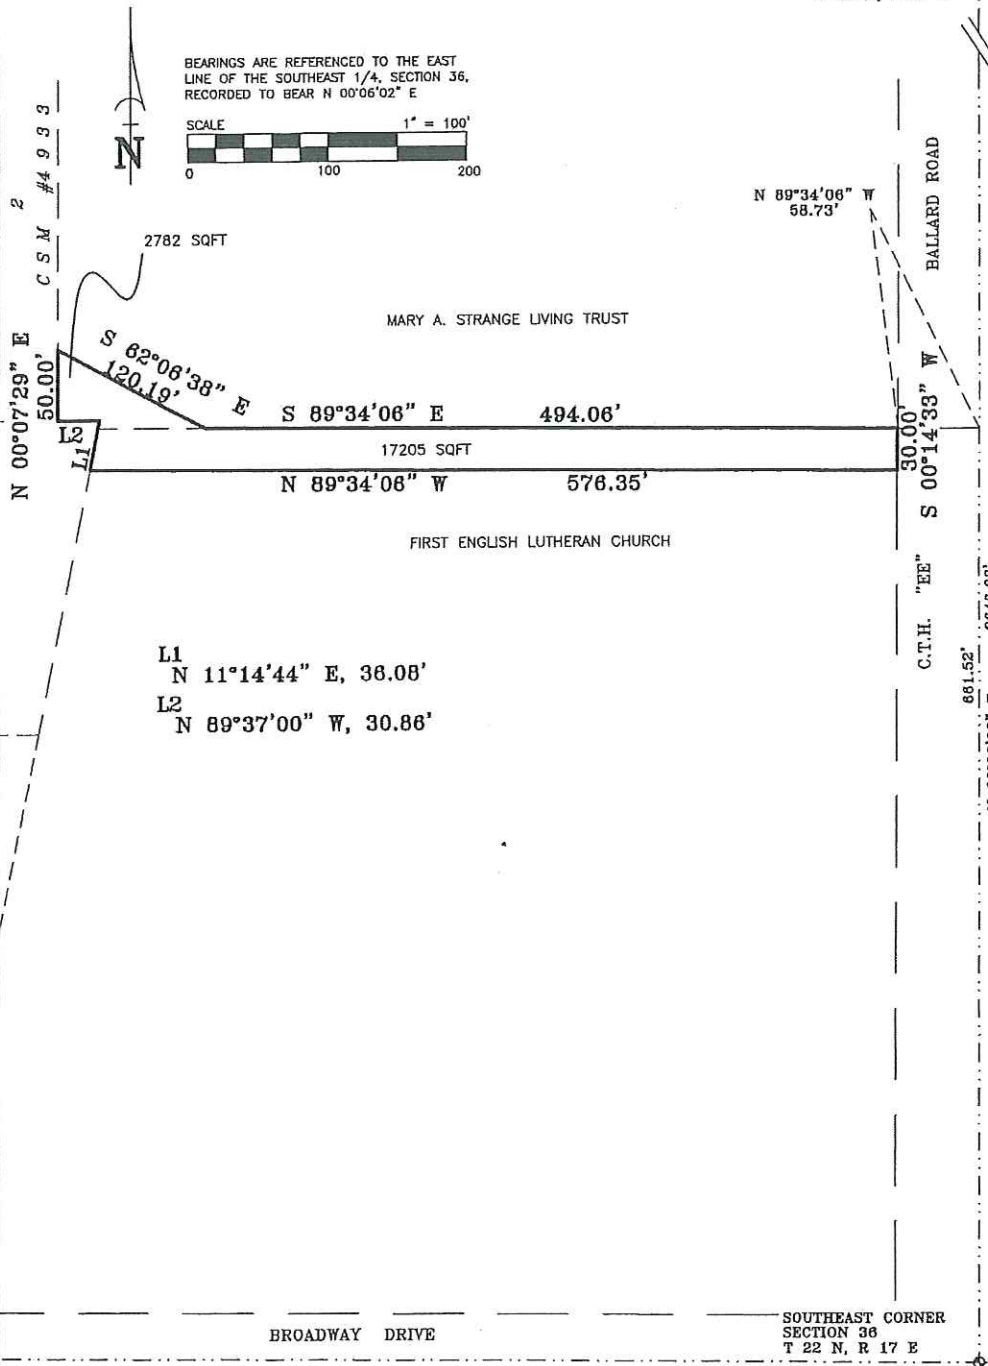 BEARINGS ARE REFERENCED TO THE EAST
LINE OF THE SOUTHEAST 1/4, SECTION 36,
RECORDED TO BEAR N 00°06'02" E
SCALE 1" = 100'
0 100 200
N
CSM 2 #4933
2782 SQFT
N 89°34'06" W
58.73'
BALLARD ROAD
MARY A. STRANGE LIVING TRUST
N 00°07'29" E
50.00'
S 62°06'38" E
120.19'
S 89°34'06" E 494.06'
30.00'
S 00°14'33" W
L2
L1
17205 SQFT
N 89°34'06" W 576.35'
FIRST ENGLISH LUTHERAN CHURCH
C.T.H. "EE"
661.52'
L1
N 11°14'44" E, 36.08'
L2
N 89°37'00" W, 30.86'
BROADWAY DRIVE
SOUTHEAST CORNER
SECTION 36
T 22 N, R 17 E